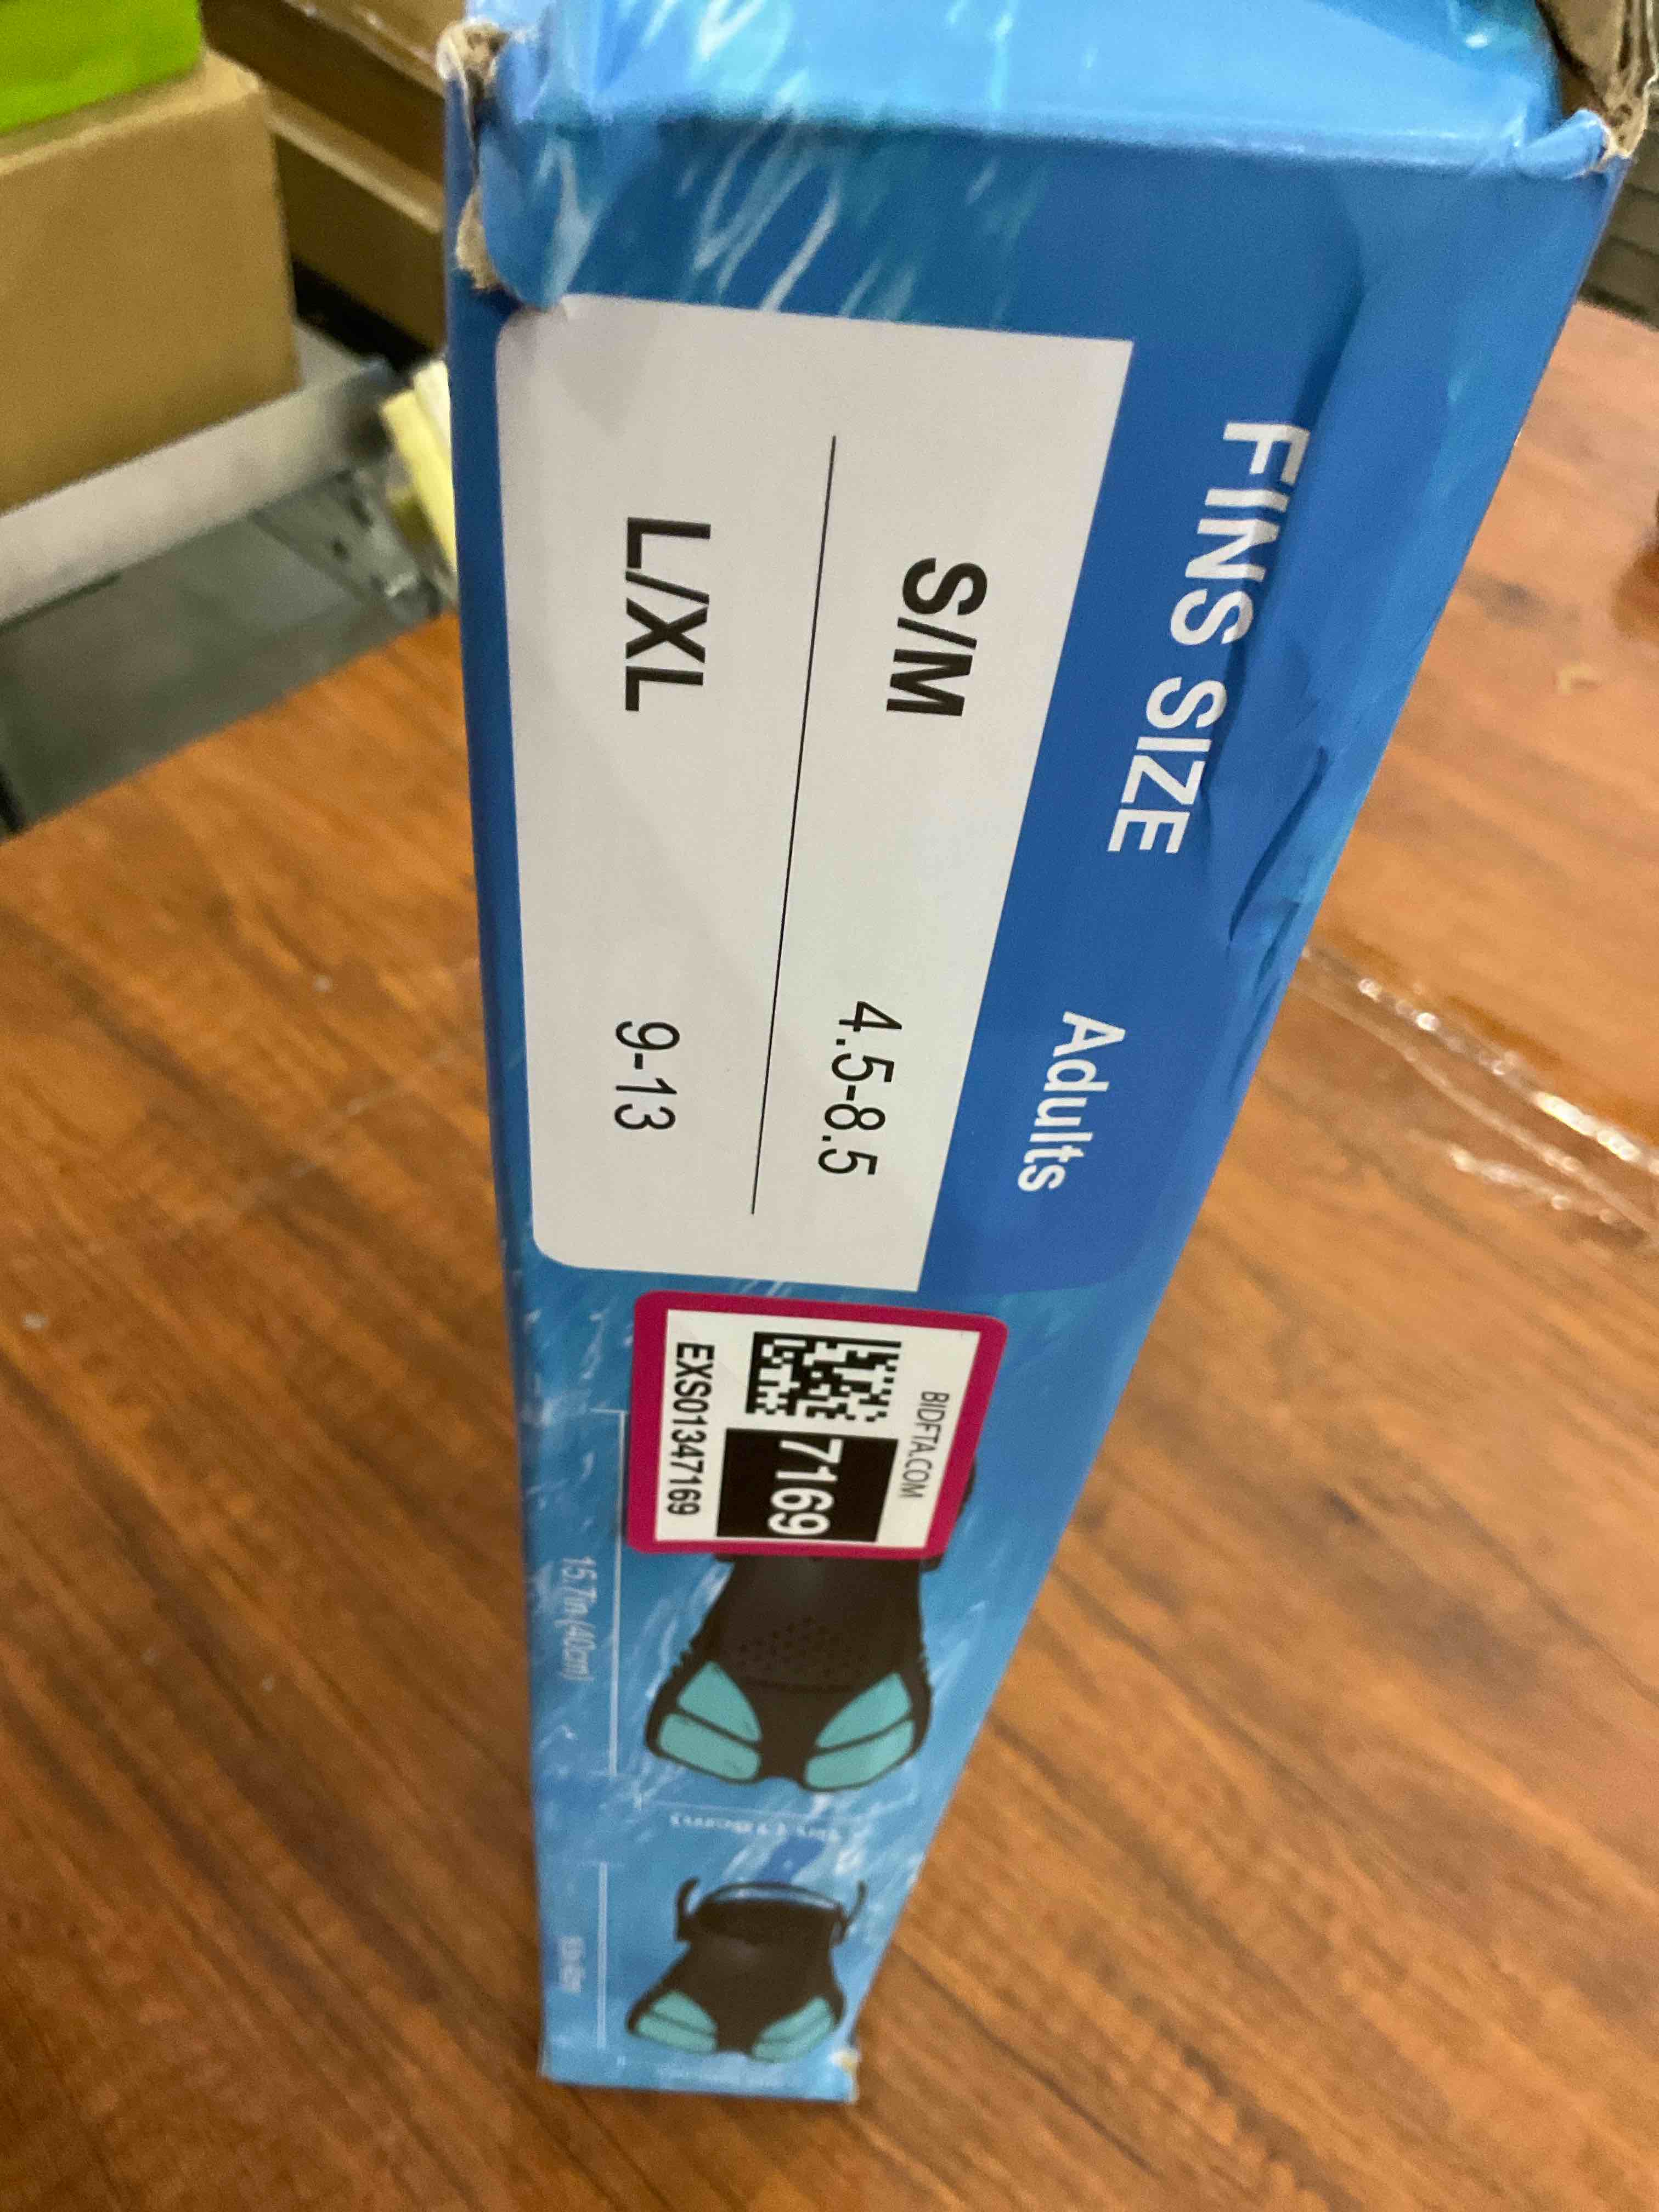 FINS SIZE Adults
S/M 4.5-8.5
L/XL 9-13
BIDFTA.COM
7169
EXS01347169
15.7in (40cm)